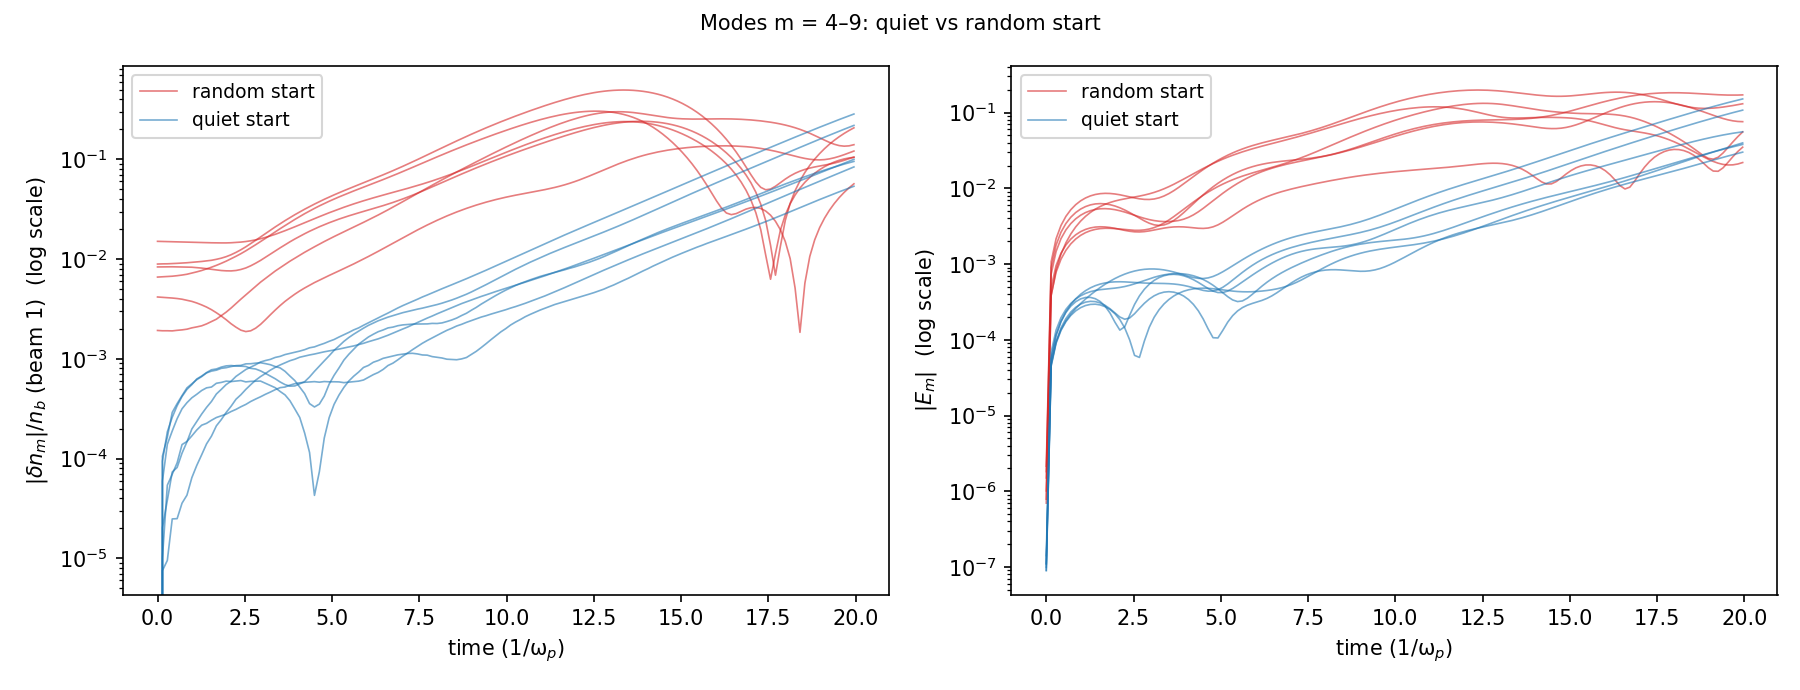 Modes m = 4–9: quiet vs random start
|δnₘ|/n_b (beam 1)  (log scale)
10⁻¹
10⁻²
10⁻³
10⁻⁴
10⁻⁵
random start
quiet start
0.0 2.5 5.0 7.5 10.0 12.5 15.0 17.5 20.0
time (1/ωₚ)
|Eₘ|  (log scale)
10⁻¹
10⁻²
10⁻³
10⁻⁴
10⁻⁵
10⁻⁶
10⁻⁷
random start
quiet start
0.0 2.5 5.0 7.5 10.0 12.5 15.0 17.5 20.0
time (1/ωₚ)